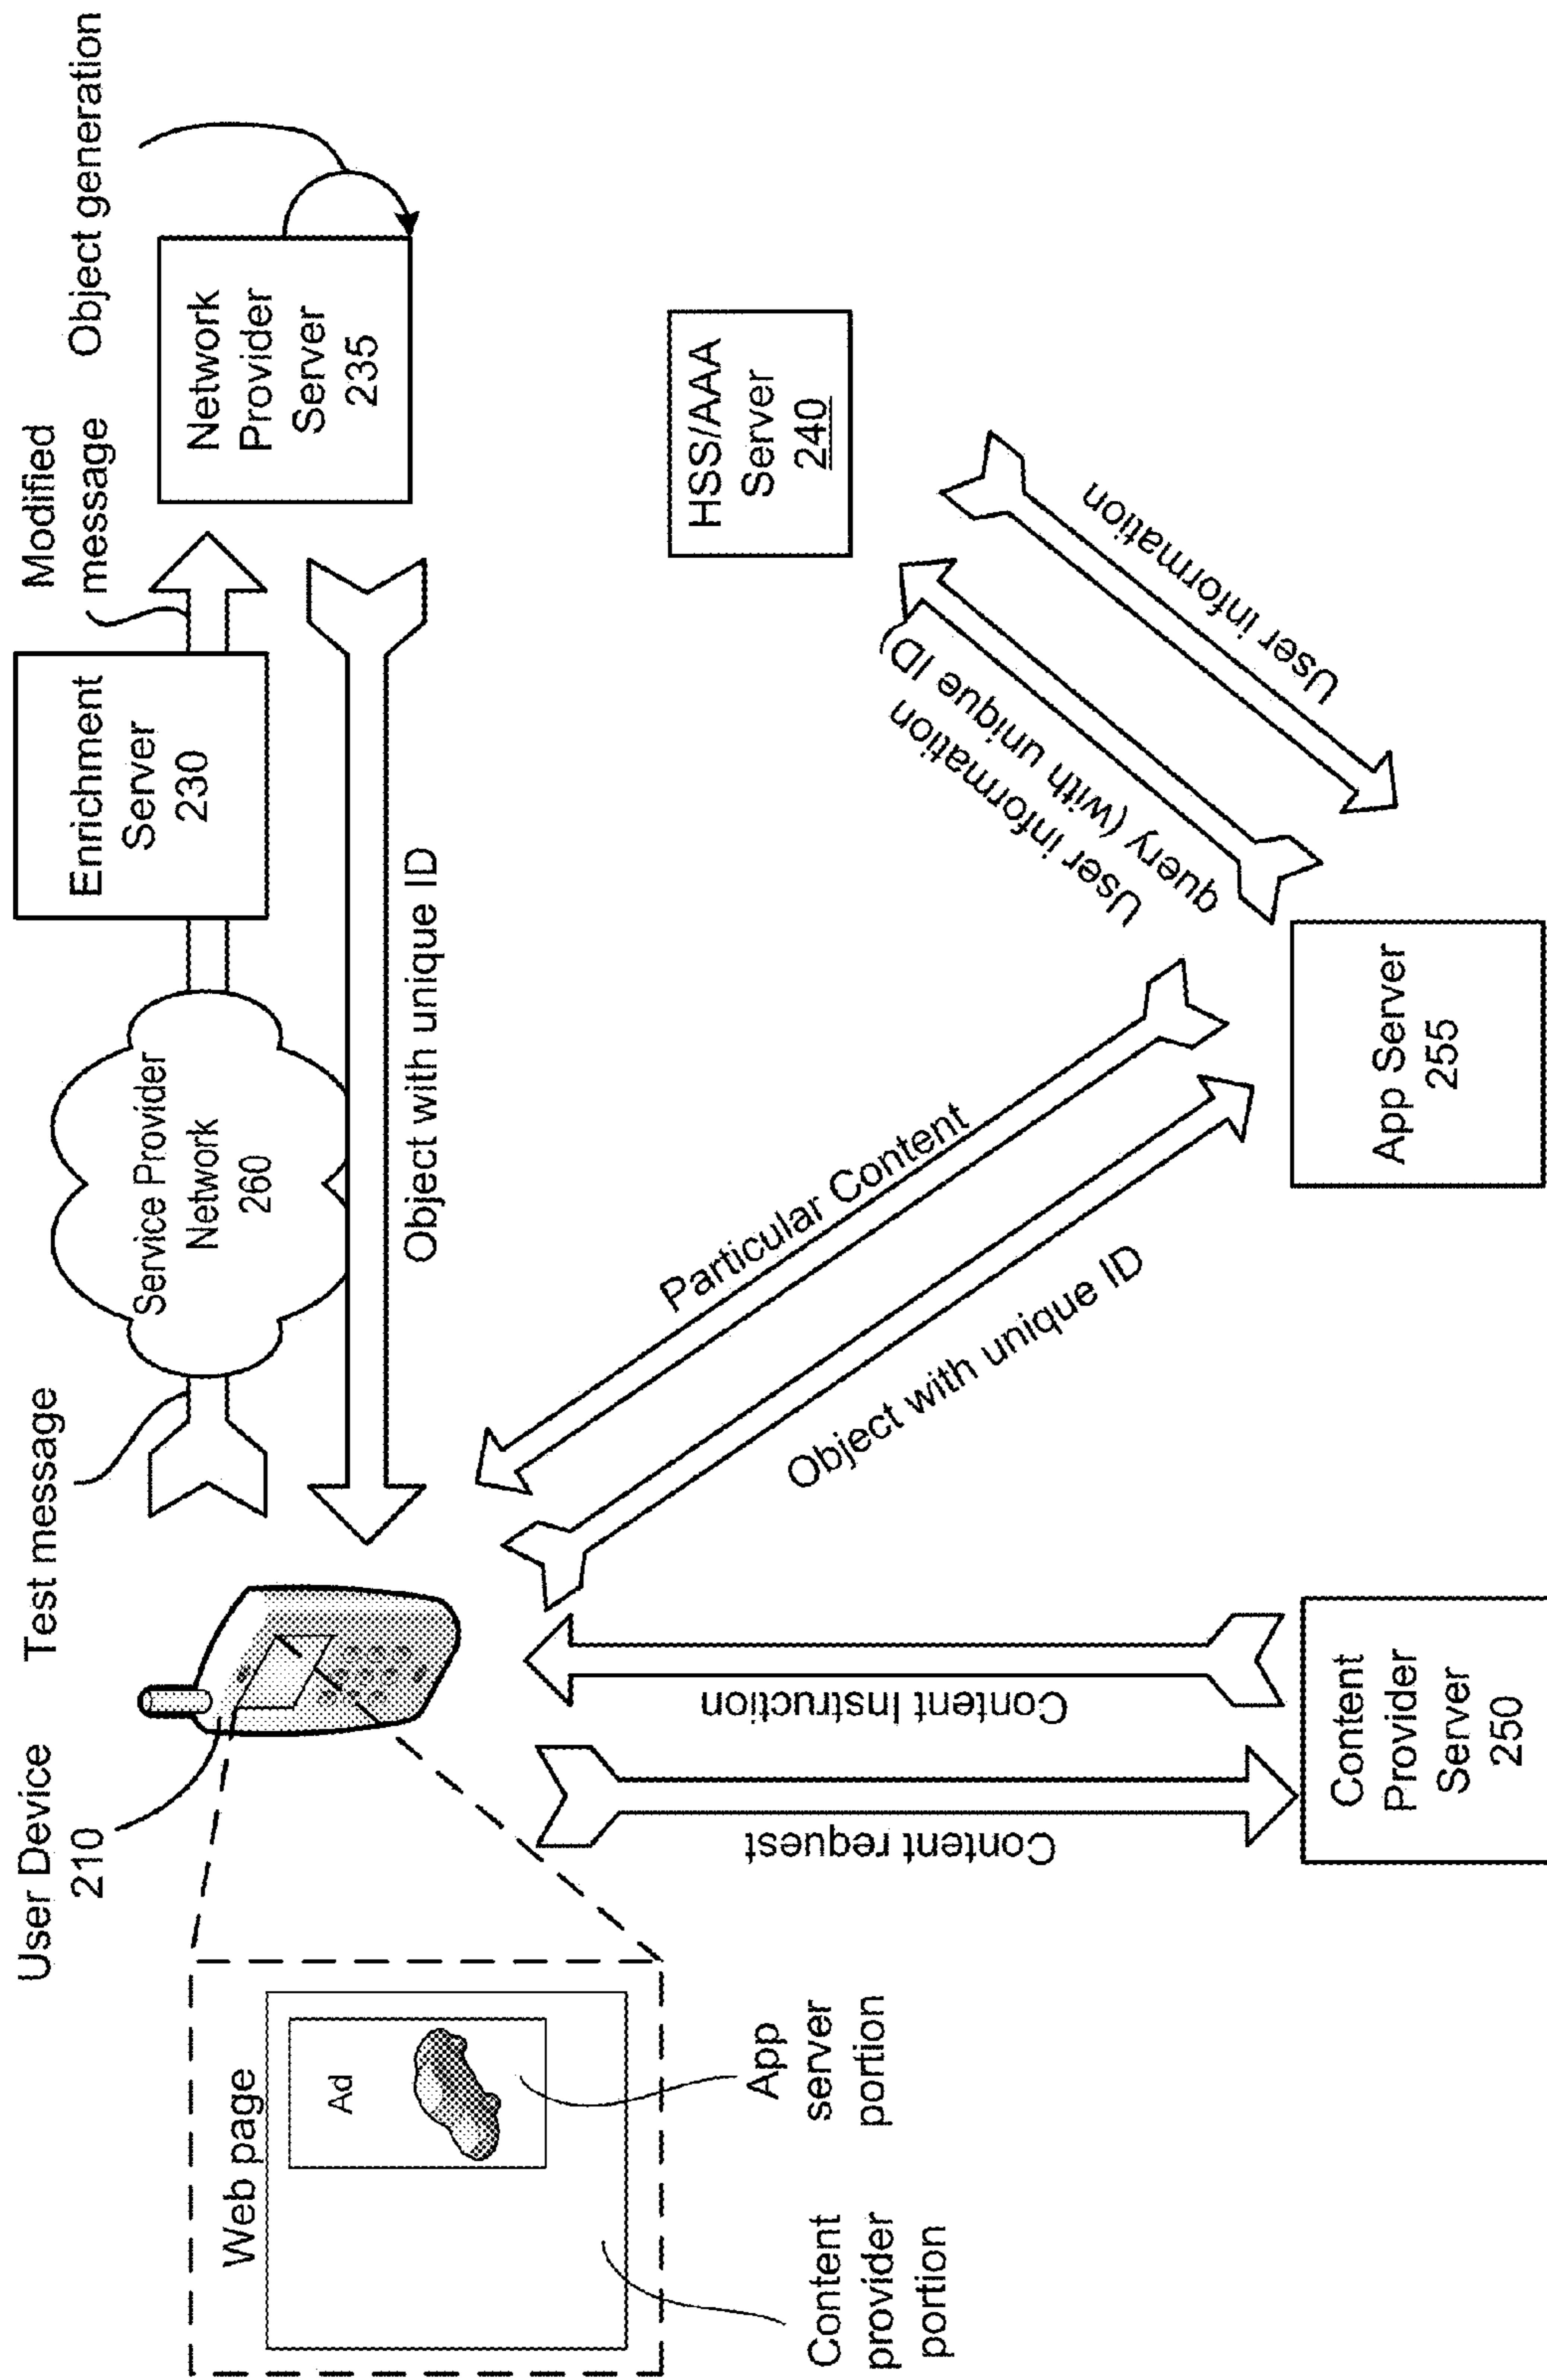 User Device
210
Test message
Service Provider
Network
260
Enrichment
Server
230
Modified
message
Object generation
Network
Provider
Server
235
Object with unique ID
Web page
Ad
App
server
portion
Content
provider
portion
Content request
Content Instruction
Particular Content
Object with unique ID
User information
query (with unique ID)
User information
HSS/AAA
Server
240
Content
Provider
Server
250
App Server
255